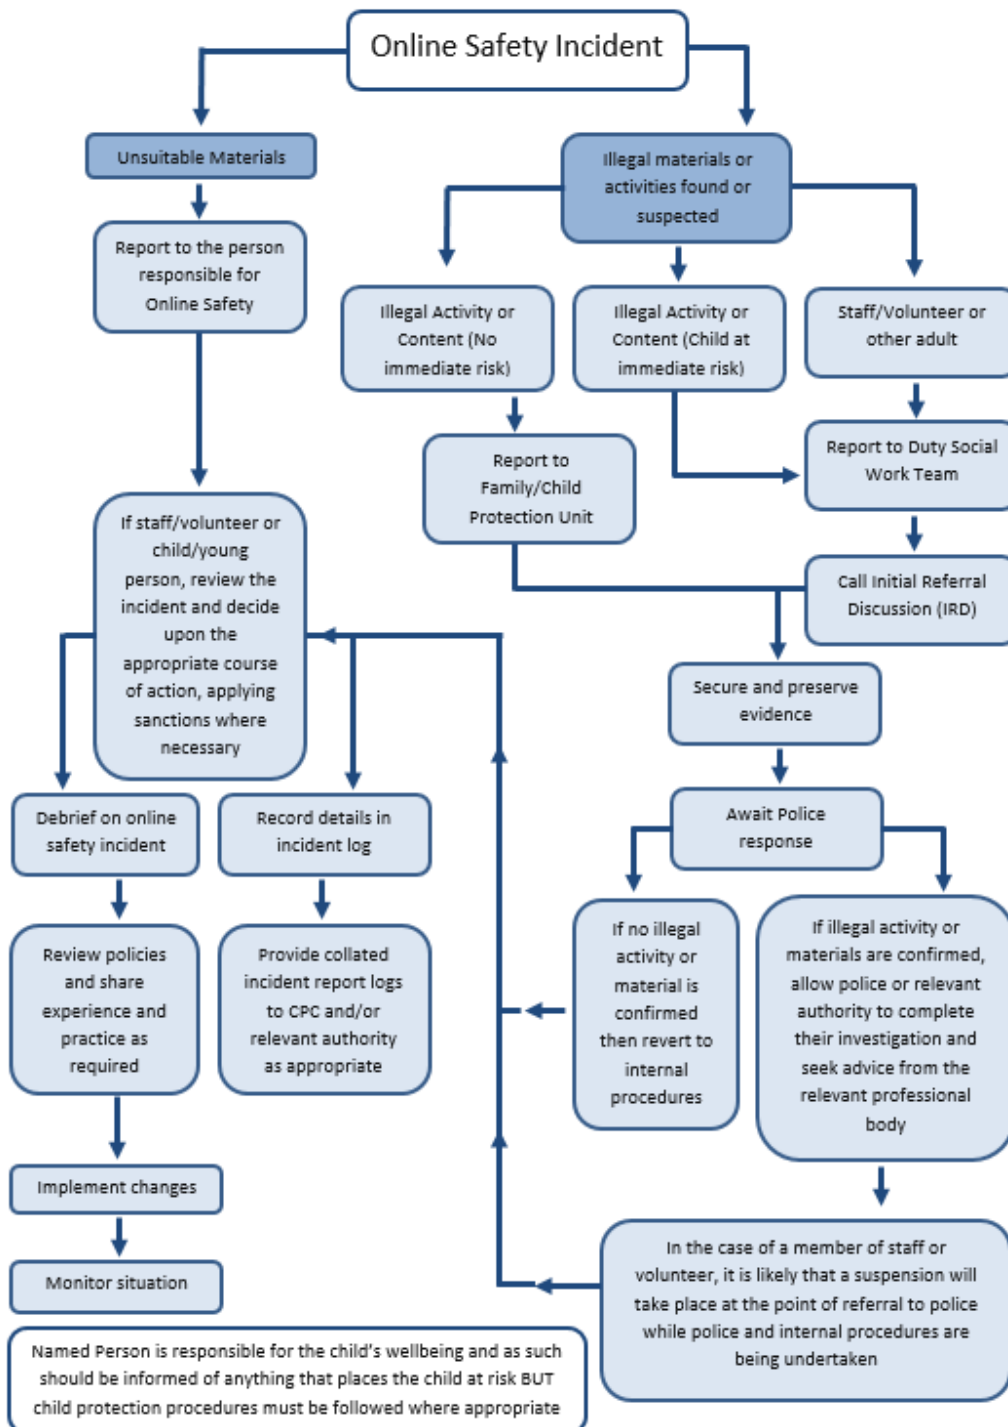 Online Safety Incident
Unsuitable Materials
Illegal materials or
activities found or
suspected
Report to the person
responsible for
Online Safety
Illegal Activity or
Content (No
immediate risk)
Illegal Activity or
Content (Child at
immediate risk)
Staff/Volunteer or
other adult
Report to
Family/Child
Protection Unit
Report to Duty Social
Work Team
If staff/volunteer or
child/young
person, review the
incident and decide
upon the
appropriate course
of action, applying
sanctions where
necessary
Call Initial Referral
Discussion (IRD)
Secure and preserve
evidence
Debrief on online
safety incident
Record details in
incident log
Await Police
response
Review policies
and share
experience and
practice as
required
Provide collated
incident report logs
to CPC and/or
relevant authority
as appropriate
If no illegal
activity or
material is
confirmed
then revert to
internal
procedures
If illegal activity or
materials are confirmed,
allow police or relevant
authority to complete
their investigation and
seek advice from the
relevant professional
body
Implement changes
Monitor situation
In the case of a member of staff or
volunteer, it is likely that a suspension will
take place at the point of referral to police
while police and internal procedures are
being undertaken
Named Person is responsible for the child's wellbeing and as such
should be informed of anything that places the child at risk BUT
child protection procedures must be followed where appropriate